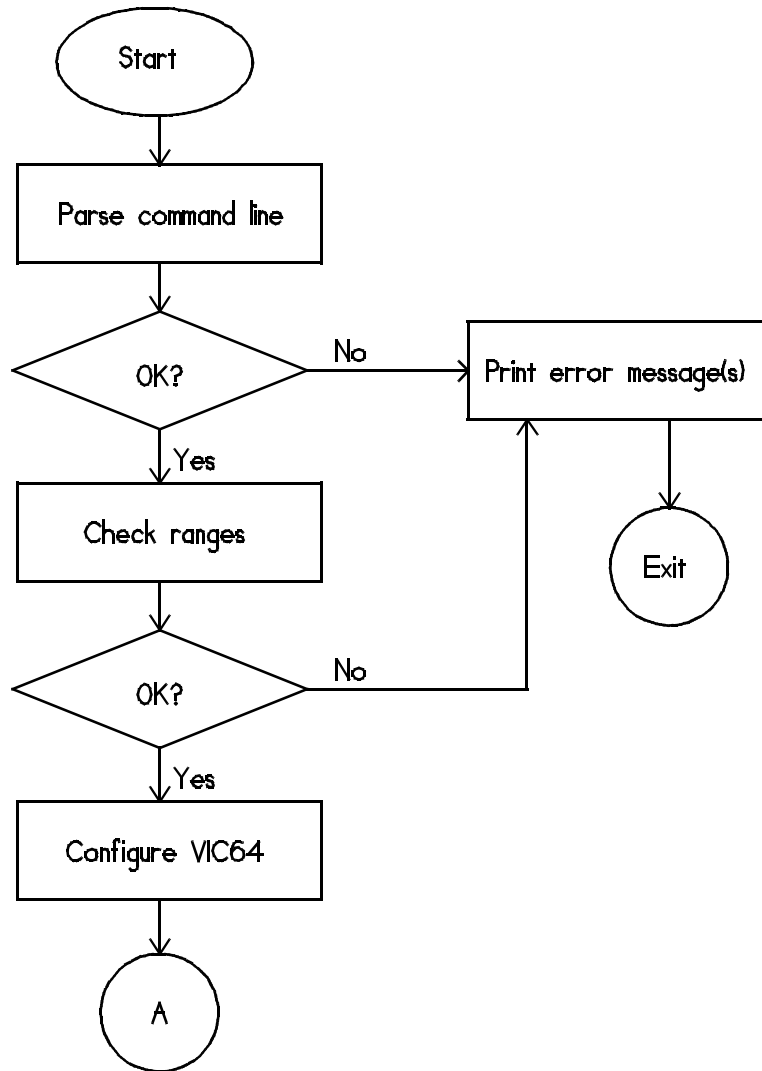 Start
Parse command line
OK?
No
Print error message(s)
Yes
Check ranges
Exit
OK?
No
Yes
Configure VIC64
A